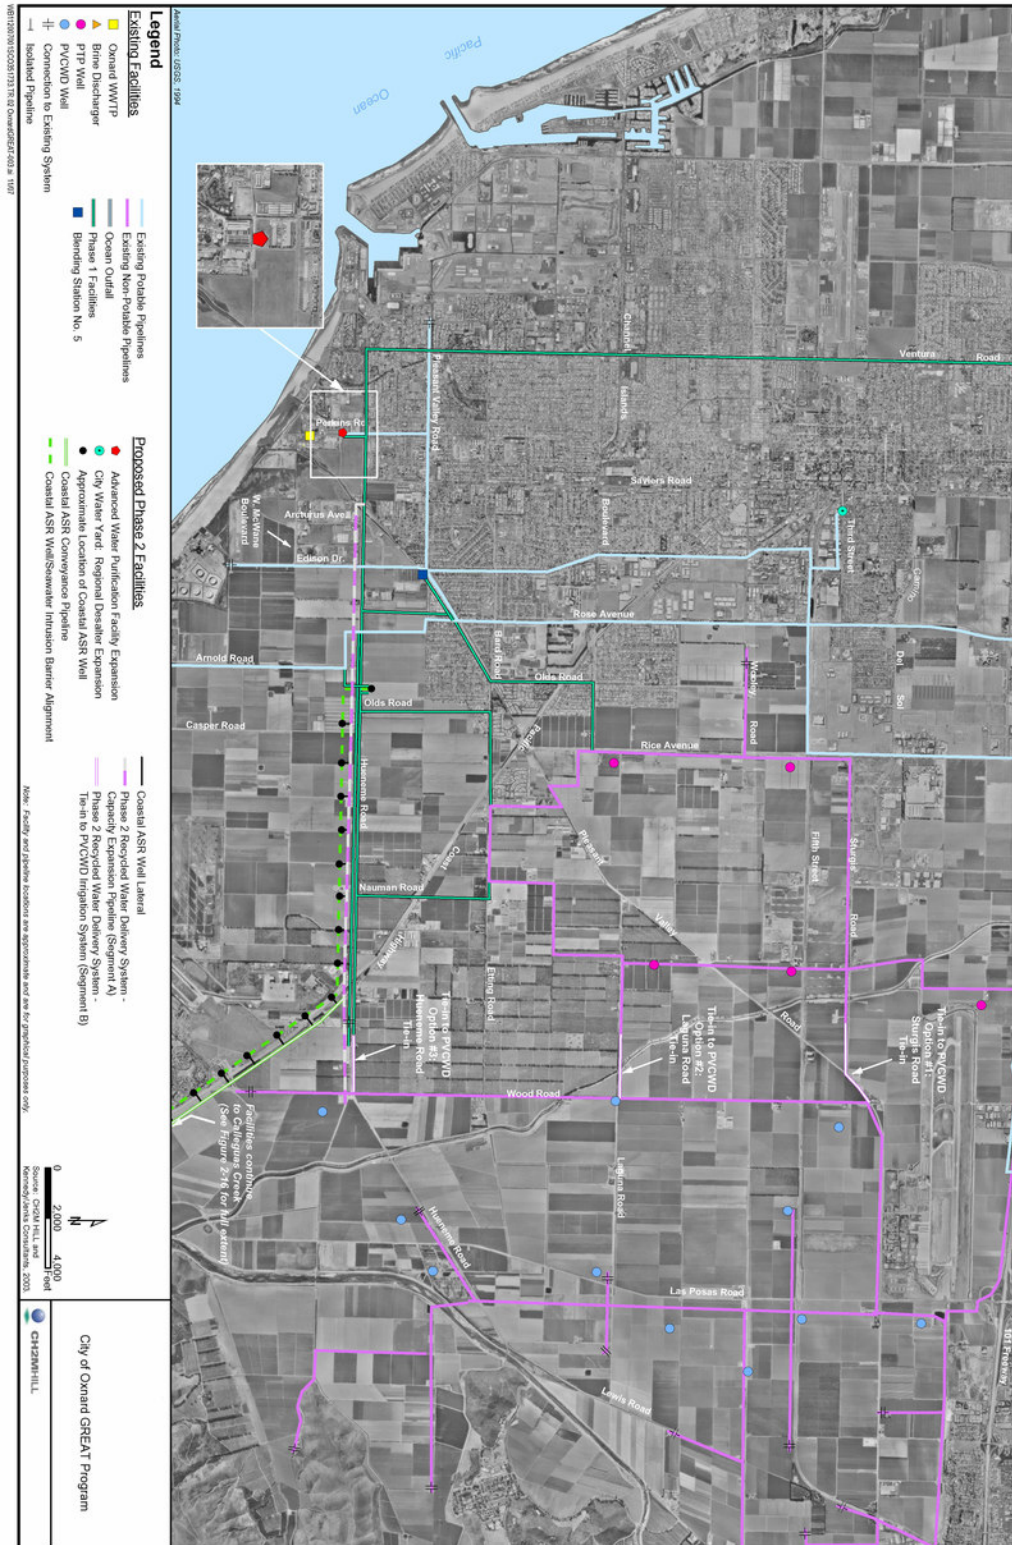 Legend
Existing Facilities
Oxnard WWTP
Brine Discharger
PTP Well
PVCWD Well
Connection to Existing System
Isolated Pipeline
Existing Potable Pipelines
Existing Non-Potable Pipelines
Ocean Outfall
Phase 1 Facilities
Blending Station No. 5
Proposed Phase 2 Facilities
Advanced Water Purification Facility Expansion
City Water Yard: Regional Desalter Expansion
Approximate Location of Coastal ASR Well
Coastal ASR Conveyance Pipeline
Coastal ASR Well/Seawater Intrusion Barrier Alignment
Coastal ASR Well Lateral
Phase 2 Recycled Water Delivery System -
Capacity Expansion Pipeline (Segment A)
Phase 2 Recycled Water Delivery System -
Tie-in to PVCWD Irrigation System (Segment B)
Note: Facility and pipeline locations are approximate and are for graphical purposes only.
0 2,000 4,000
Feet
N
Source: CH2M HILL and
Kennedy/Jenks Consultants, 2003.
City of Oxnard GREAT Program
CH2MHILL
Aerial Photo: USGS, 1994
Pacific
Ocean
Ventura Road
Channel
Islands
Boulevard
Pleasant Valley Road
Perkins Rd
Saviers Road
Third Street
Camino
Del
Sol
W. McWane
Boulevard
Arcturus Ave
Edison Dr.
Rose Avenue
Bard Road
Arnold Road
Olds Road
Olds Road
Wooley
Road
Casper Road
Pacific
Coast
Highway
Rice Avenue
Hueneme Road
Pleasant
Valley
Road
Fifth Street
Sturgis
Road
Nauman Road
Etting Road
Tie-in to PVCWD
Option #1:
Sturgis Road
Tie-in
Tie-in to PVCWD
Option #2:
Laguna Road
Tie-in
Tie-in to PVCWD
Option #3:
Hueneme Road
Tie-in
Wood Road
Facilities continue
to Calleguas Creek
(See Figure 2-16 for full extent)
Laguna Road
Hueneme Road
Las Posas Road
Lewis Road
101 Freeway